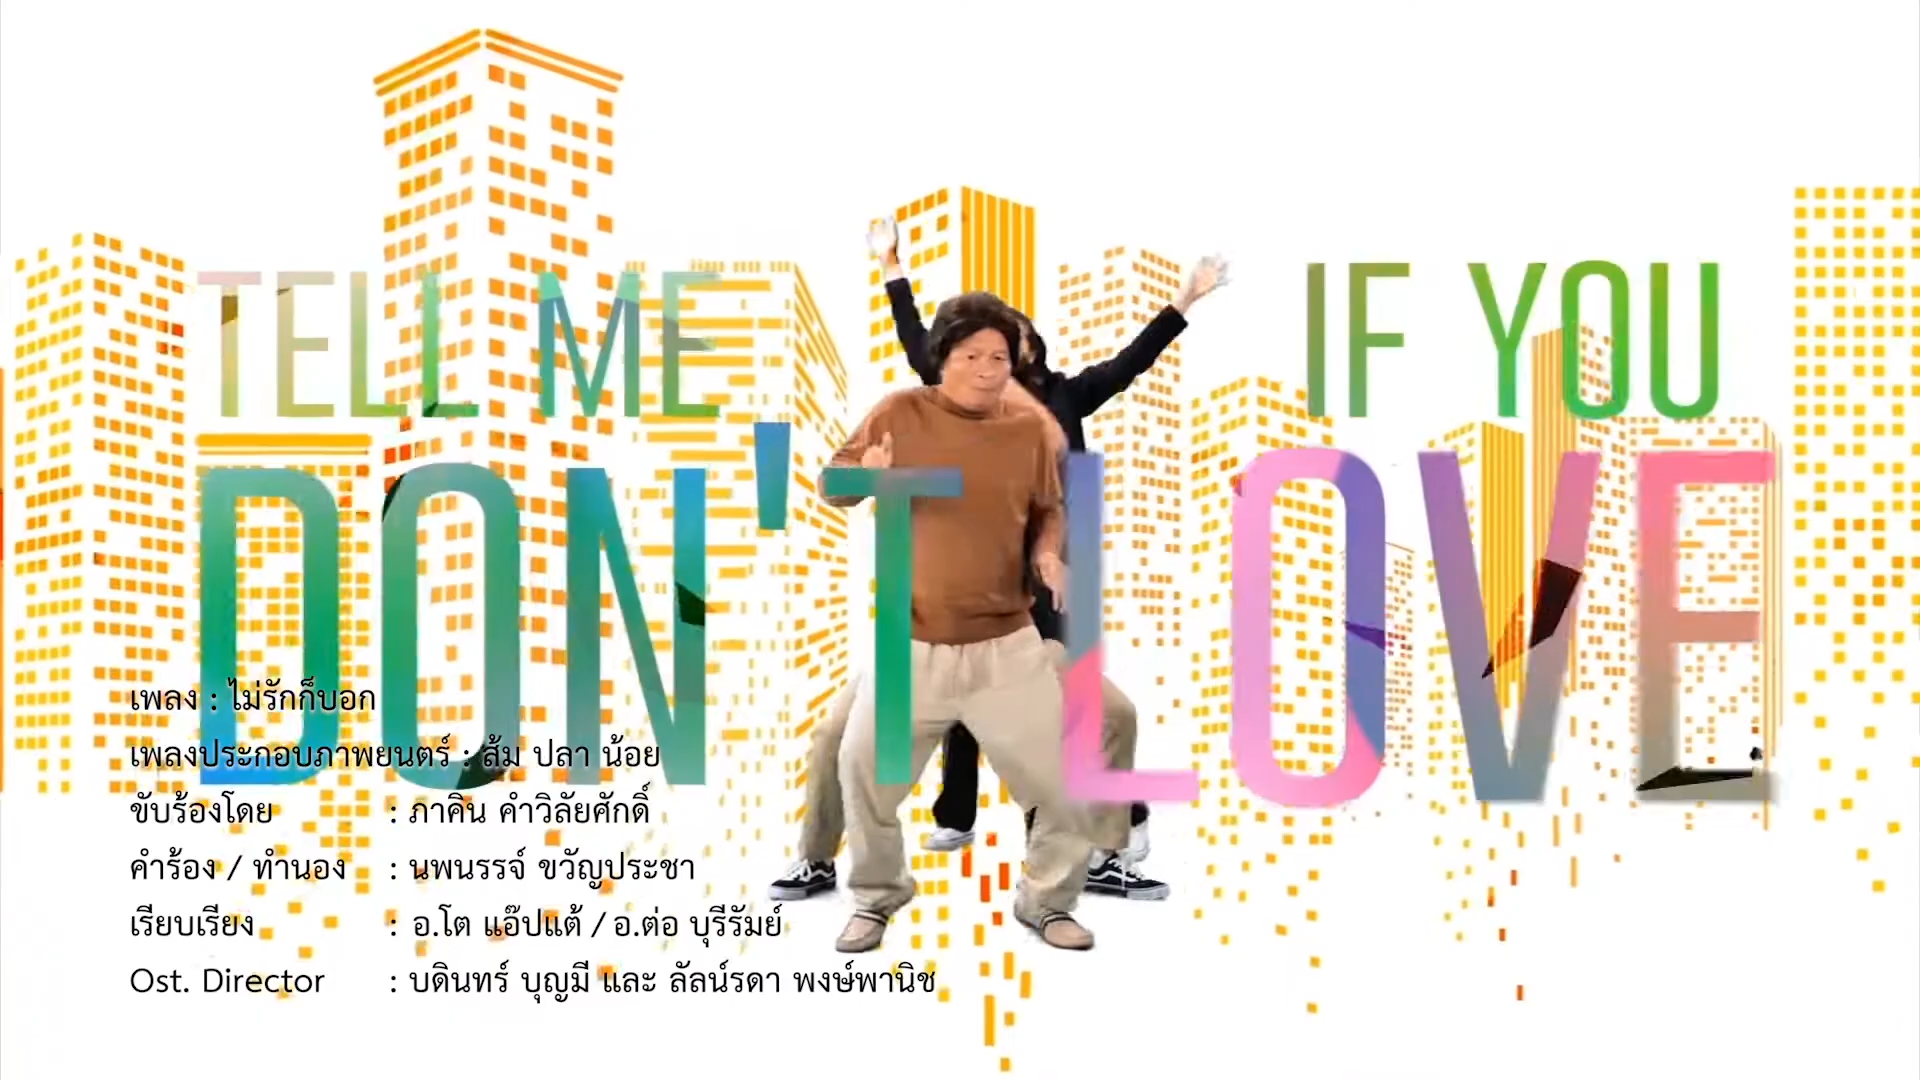 TELL ME IF YOU
DON'T LOVE
เพลง : ไม่รักก็บอก
เพลงประกอบภาพยนตร์ : ส้ม ปลา น้อย
ขับร้องโดย : ภาคิน คำวิลัยศักดิ์
คำร้อง / ทำนอง : นพนรรจ์ ขวัญประชา
เรียบเรียง : อ.โต แอ๊ปแต้ / อ.ต่อ บุรีรัมย์
Ost. Director : บดินทร์ บุญมี และ ลัลน์รดา พงษ์พานิช